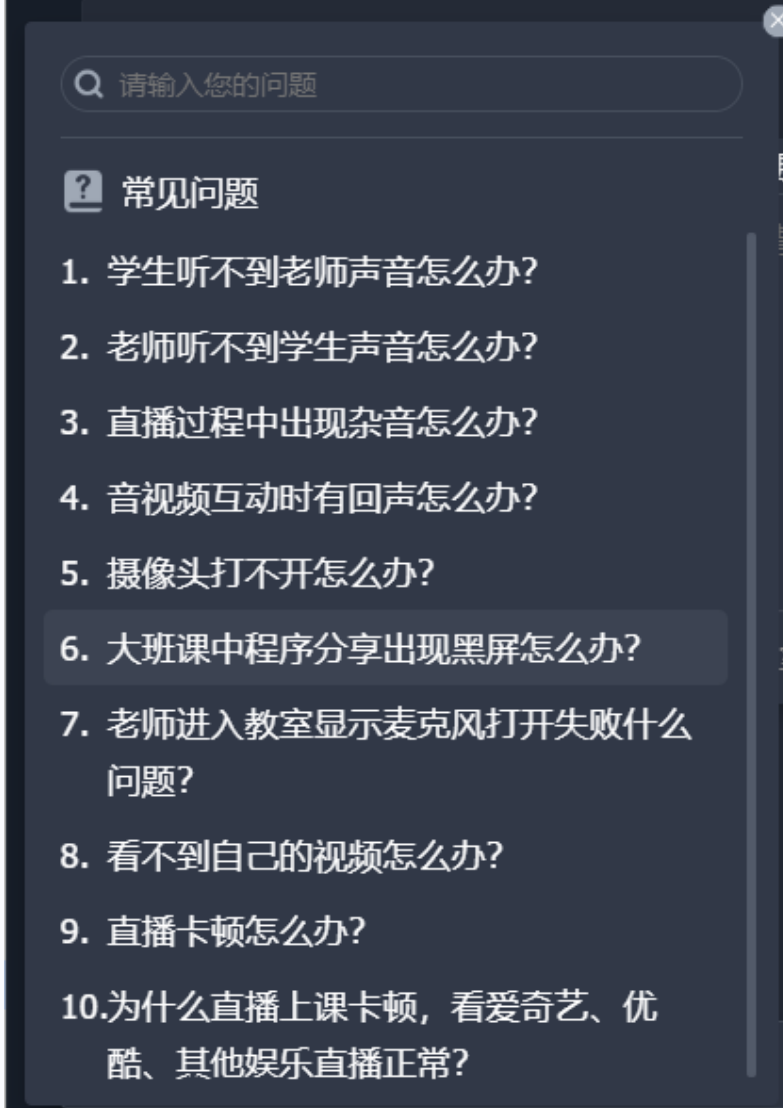 请输入您的问题
常见问题
1. 学生听不到老师声音怎么办?
2. 老师听不到学生声音怎么办?
3. 直播过程中出现杂音怎么办?
4. 音视频互动时有回声怎么办?
5. 摄像头打不开怎么办?
6. 大班课中程序分享出现黑屏怎么办?
7. 老师进入教室显示麦克风打开失败什么
问题?
8. 看不到自己的视频怎么办?
9. 直播卡顿怎么办?
10.为什么直播上课卡顿，看爱奇艺、优
酷、其他娱乐直播正常?